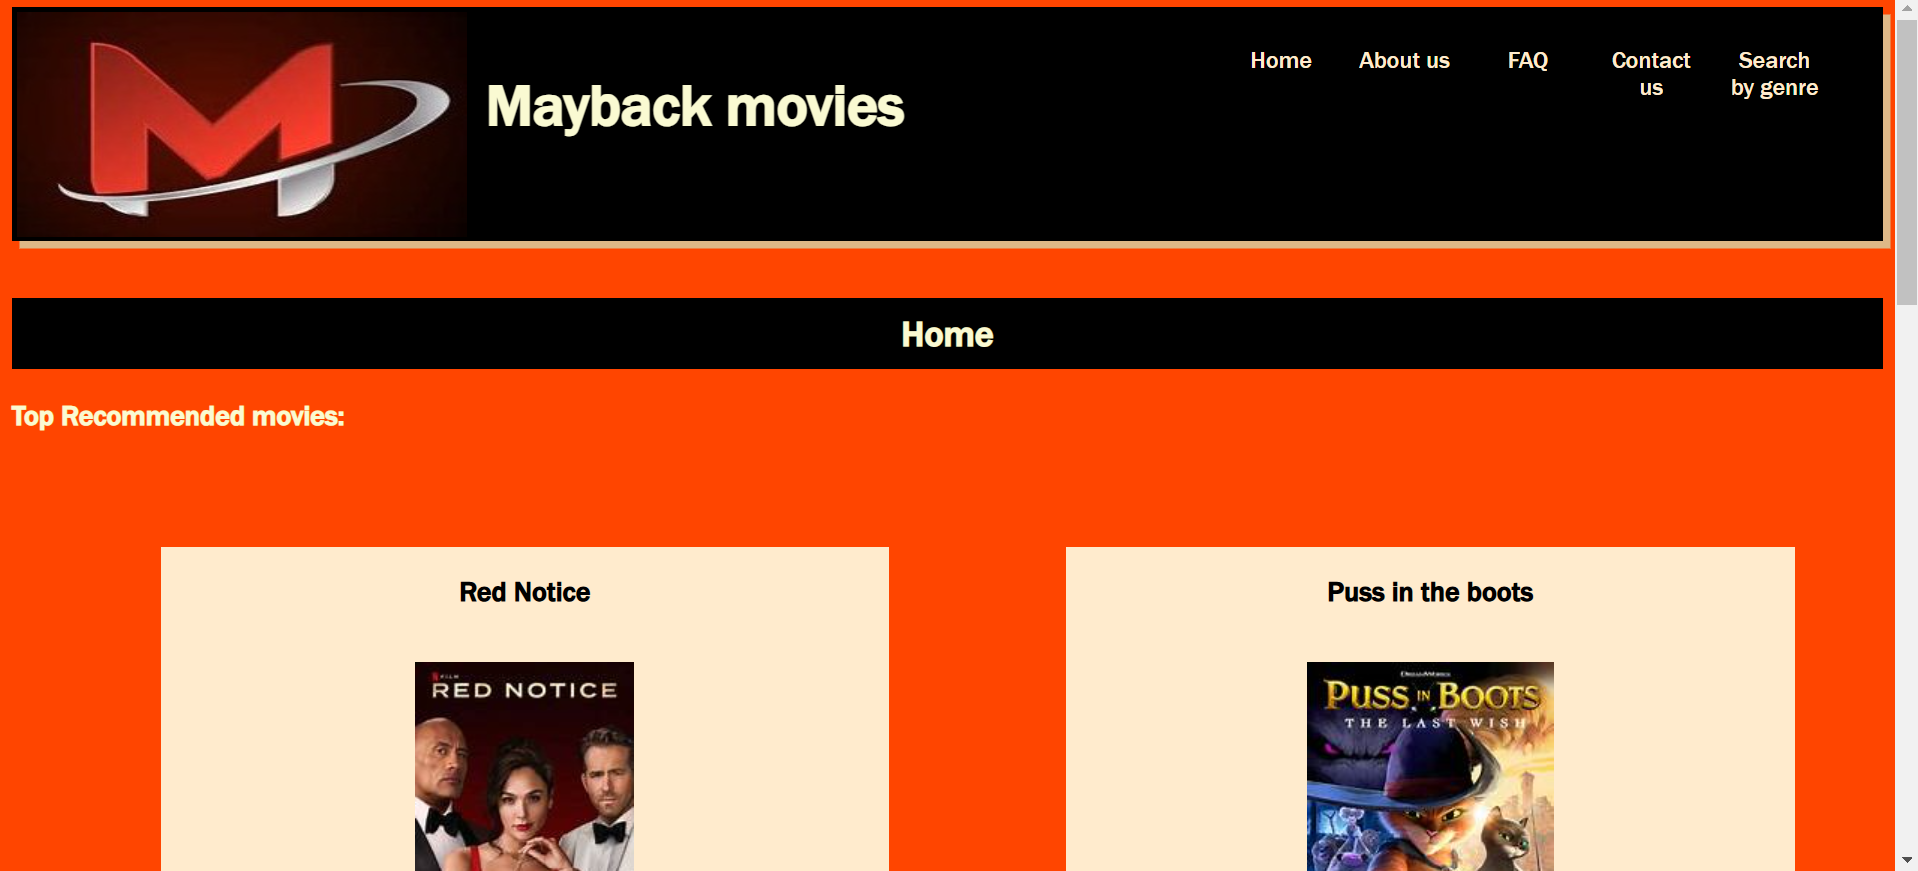 M
Mayback movies
Home
About us
FAQ
Contact
us
Search
by genre
Home
Top Recommended movies:
Red Notice
Puss in the boots
N FILM
RED NOTICE
DREAMWORKS
PUSS IN BOOTS
THE LAST WISH